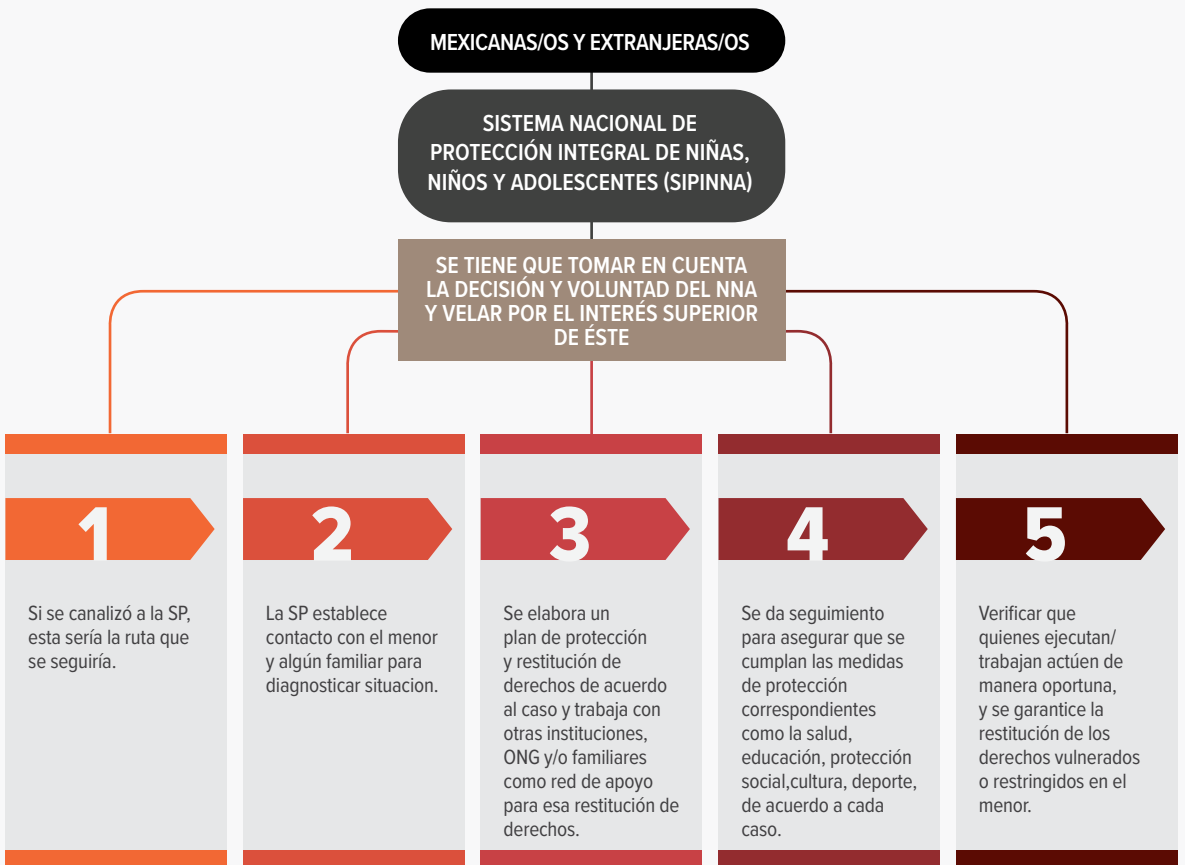 MEXICANAS/OS Y EXTRANJERAS/OS
SISTEMA NACIONAL DE
PROTECCIÓN INTEGRAL DE NIÑAS,
NIÑOS Y ADOLESCENTES (SIPINNA)
SE TIENE QUE TOMAR EN CUENTA
LA DECISIÓN Y VOLUNTAD DEL NNA
Y VELAR POR EL INTERÉS SUPERIOR
DE ÉSTE
1
Si se canalizó a la SP,
esta sería la ruta que
se seguiría.
2
La SP establece
contacto con el menor
y algún familiar para
diagnosticar situacion.
3
Se elabora un
plan de protección
y restitución de
derechos de acuerdo
al caso y trabaja con
otras instituciones,
ONG y/o familiares
como red de apoyo
para esa restitución de
derechos.
4
Se da seguimiento
para asegurar que se
cumplan las medidas
de protección
correspondientes
como la salud,
educación, protección
social,cultura, deporte,
de acuerdo a cada
caso.
5
Verificar que
quienes ejecutan/
trabajan actúen de
manera oportuna,
y se garantice la
restitución de los
derechos vulnerados
o restringidos en el
menor.